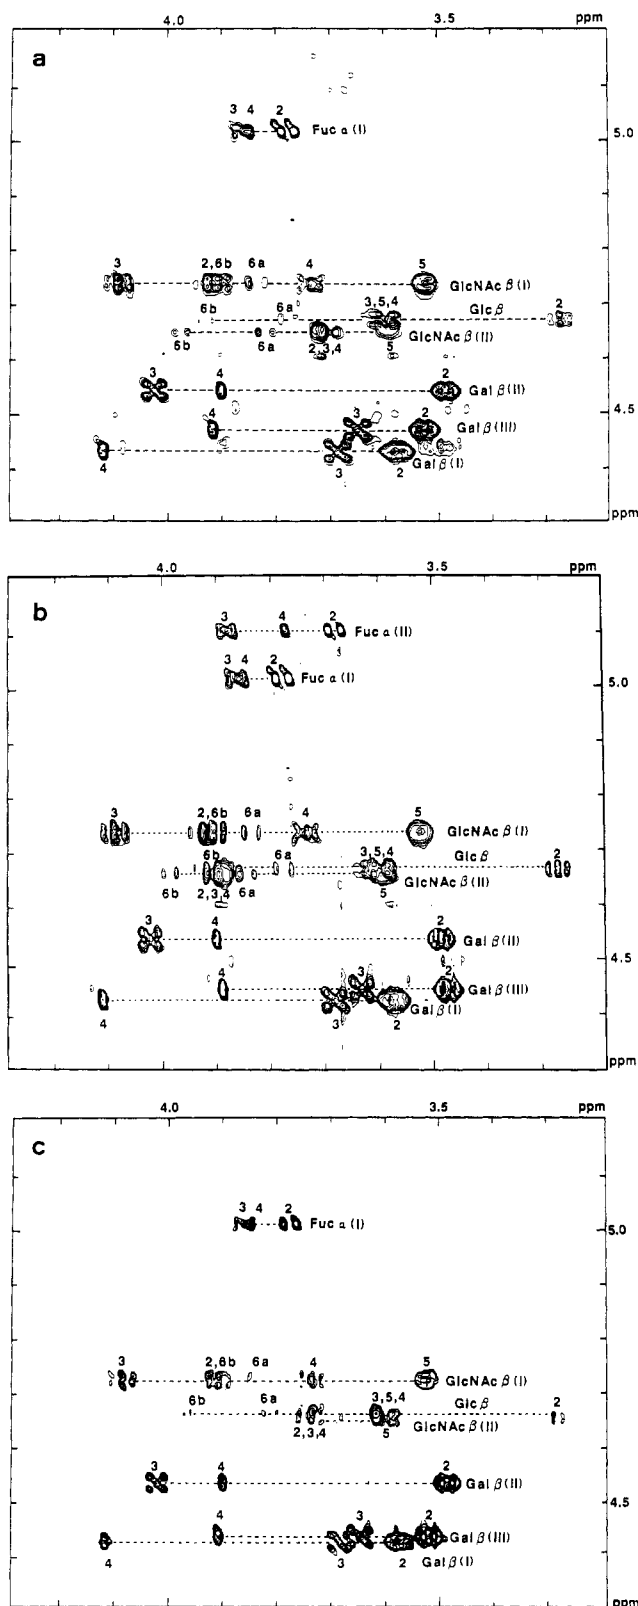 4.0 3.5 ppm
a
3 4 2
Fuc α (I)
5.0
3 2,6b 6a 4 5
GlcNAc β (I)
6b 6a 3,5,4 2
Glc β
6b 6a 2,3,4 5
GlcNAc β (II)
3 4 2
Gal β (II)
4.5
4 3 2
Gal β (III)
4 3 2
Gal β (I)
ppm
4.0 3.5 ppm
b
3 4 2
Fuc α (II)
3 4 2
Fuc α (I)
5.0
3 2,6b 6a 4 5
GlcNAc β (I)
6b 6a 3,5,4 2
Glc β
6b 2,3,4 6a 5
GlcNAc β (II)
3 4 2
Gal β (II)
4.5
4 3 2
Gal β (III)
4 3 2
Gal β (I)
ppm
4.0 3.5 ppm
c
3 4 2
Fuc α (I)
5.0
3 2,6b 6a 4 5
GlcNAc β (I)
6b 6a 3,5,4 2
Glc β
2,3,4 5
GlcNAc β (II)
3 4 2
Gal β (II)
4.5
4 3 2
Gal β (III)
4 3 2
Gal β (I)
ppm